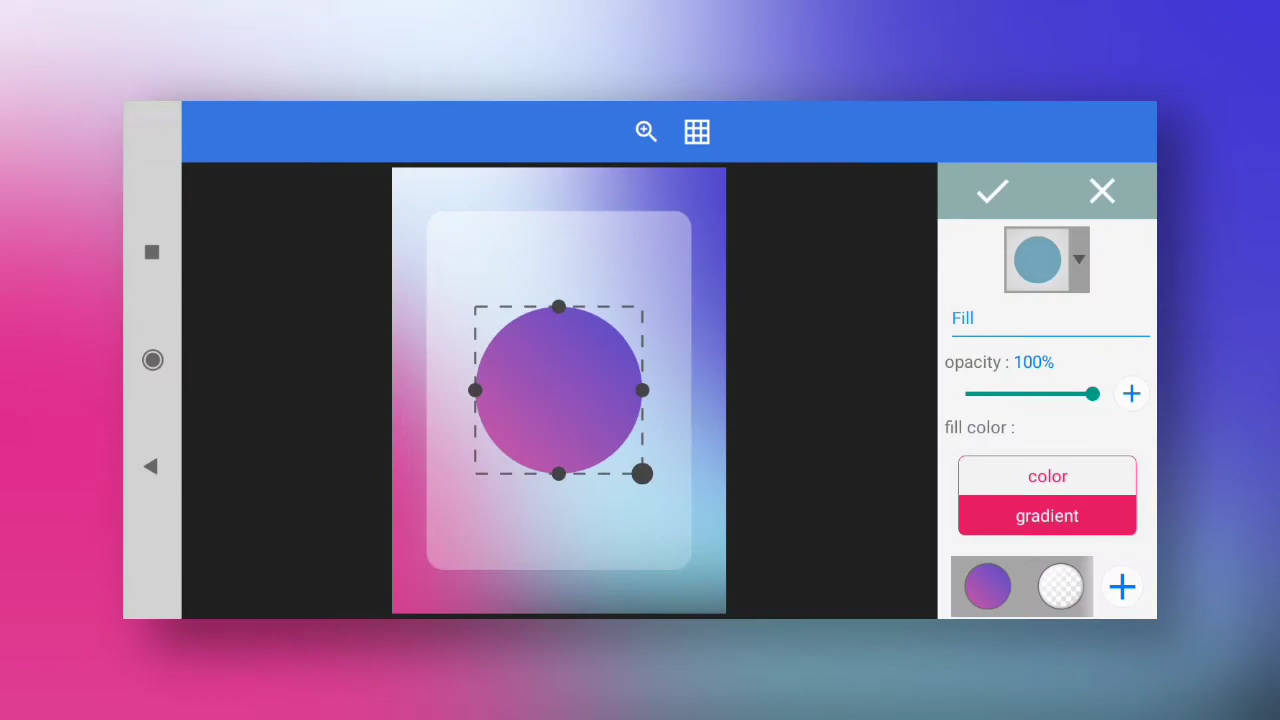 Fill
opacity : 100%
fill color :
color
gradient